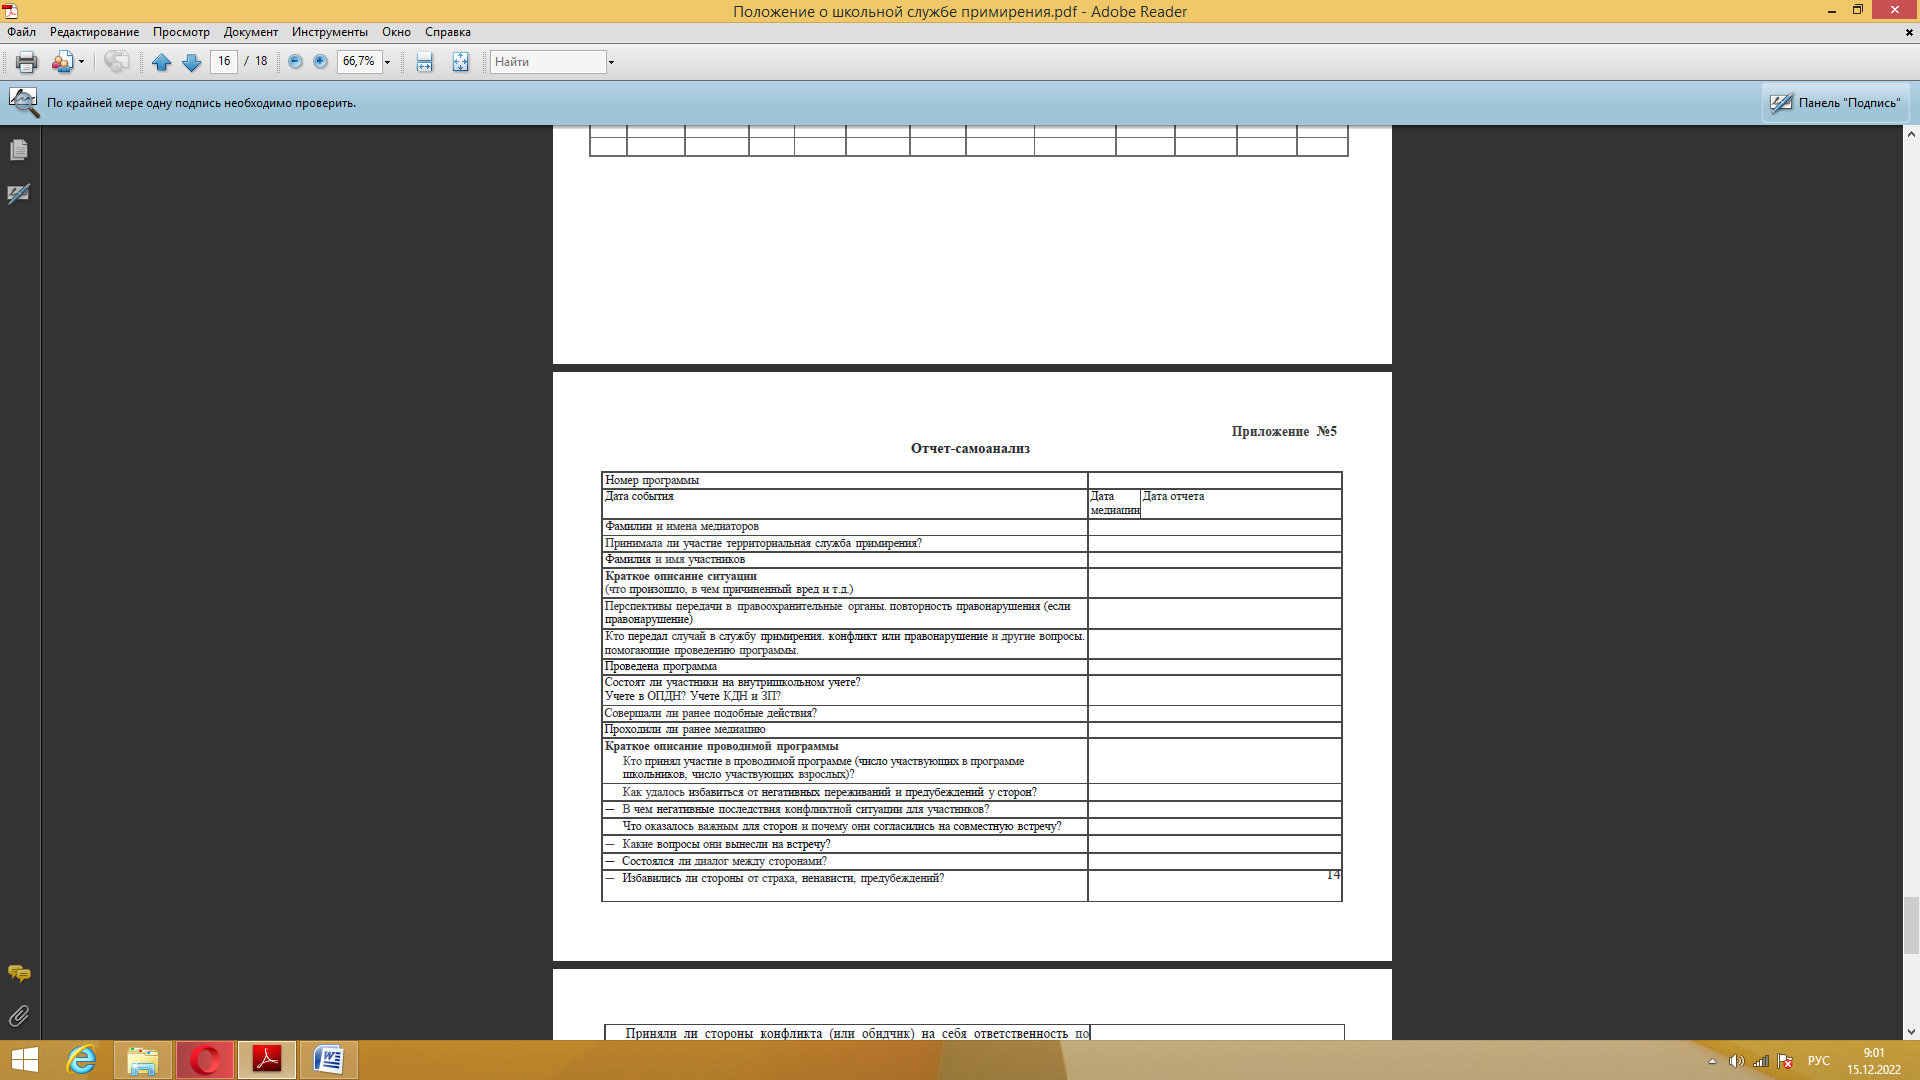 Положение о школьной службе примирения.pdf - Adobe Reader
Файл Редактирование Просмотр Документ Инструменты Окно Справка
16 / 18 66,7% Найти
По крайней мере одну подпись необходимо проверить.
Панель "Подпись"
Приложение №5
Отчет-самоанализ
Номер программы
Дата события
Дата медиации
Дата отчета
Фамилии и имена медиаторов
Принимала ли участие территориальная служба примирения?
Фамилия и имя участников
Краткое описание ситуации
(что произошло, в чем причиненный вред и т.д.)
Перспективы передачи в правоохранительные органы. повторность правонарушения (если
правонарушение)
Кто передал случай в службу примирения. конфликт или правонарушение и другие вопросы.
помогающие проведению программы.
Проведена программа
Состоят ли участники на внутришкольном учете?
Учете в ОПДН? Учете КДН и ЗП?
Совершали ли ранее подобные действия?
Проходили ли ранее медиацию
Краткое описание проводимой программы
Кто принял участие в проводимой программе (число участвующих в программе
школьников, число участвующих взрослых)?
Как удалось избавиться от негативных переживаний и предубеждений у сторон?
— В чем негативные последствия конфликтной ситуации для участников?
Что оказалось важным для сторон и почему они согласились на совместную встречу?
— Какие вопросы они вынесли на встречу?
— Состоялся ли диалог между сторонами?
— Избавились ли стороны от страха, ненависти, предубеждений?
14
Приняли ли стороны конфликта (или обидчик) на себя ответственность по
РУС
9:01
15.12.2022